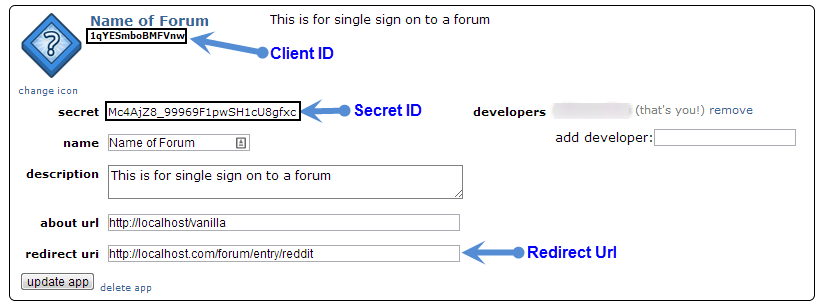 Name of Forum This is for single sign on to a forum
1qYESmboBMFVnw
Client ID
change icon
secret Mc4AjZ8_99969F1pwSH1cU8gfxc Secret ID developers (that's you!) remove
add developer:
name Name of Forum
description This is for single sign on to a forum
about url http://localhost/vanilla
redirect uri http://localhost.com/forum/entry/reddit Redirect Url
update app delete app